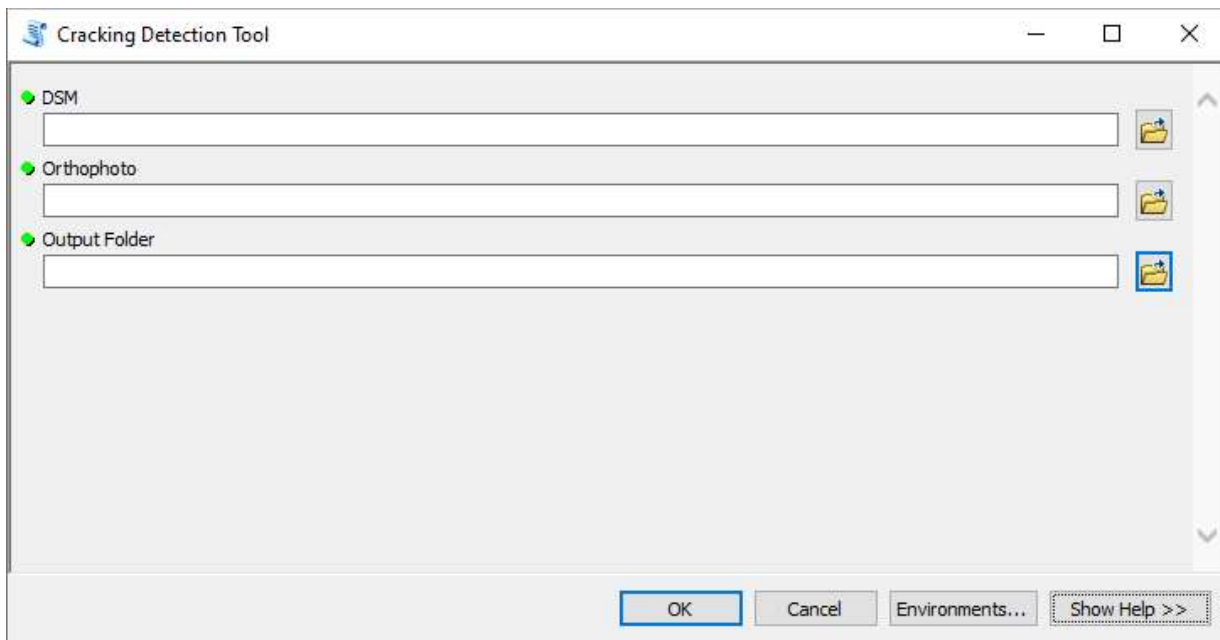 Cracking Detection Tool
DSM
Orthophoto
Output Folder
OK Cancel Environments... Show Help >>